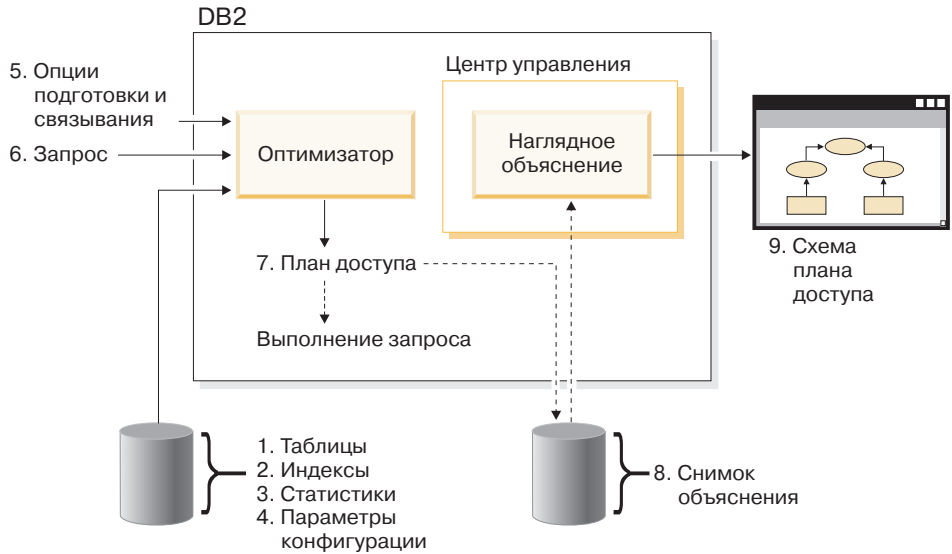 DB2
5. Опции
подготовки и
связывания
6. Запрос
Оптимизатор
Центр управления
Наглядное
объяснение
7. План доступа
Выполнение запроса
9. Схема
плана
доступа
1. Таблицы
2. Индексы
3. Статистики
4. Параметры
конфигурации
8. Снимок
объяснения